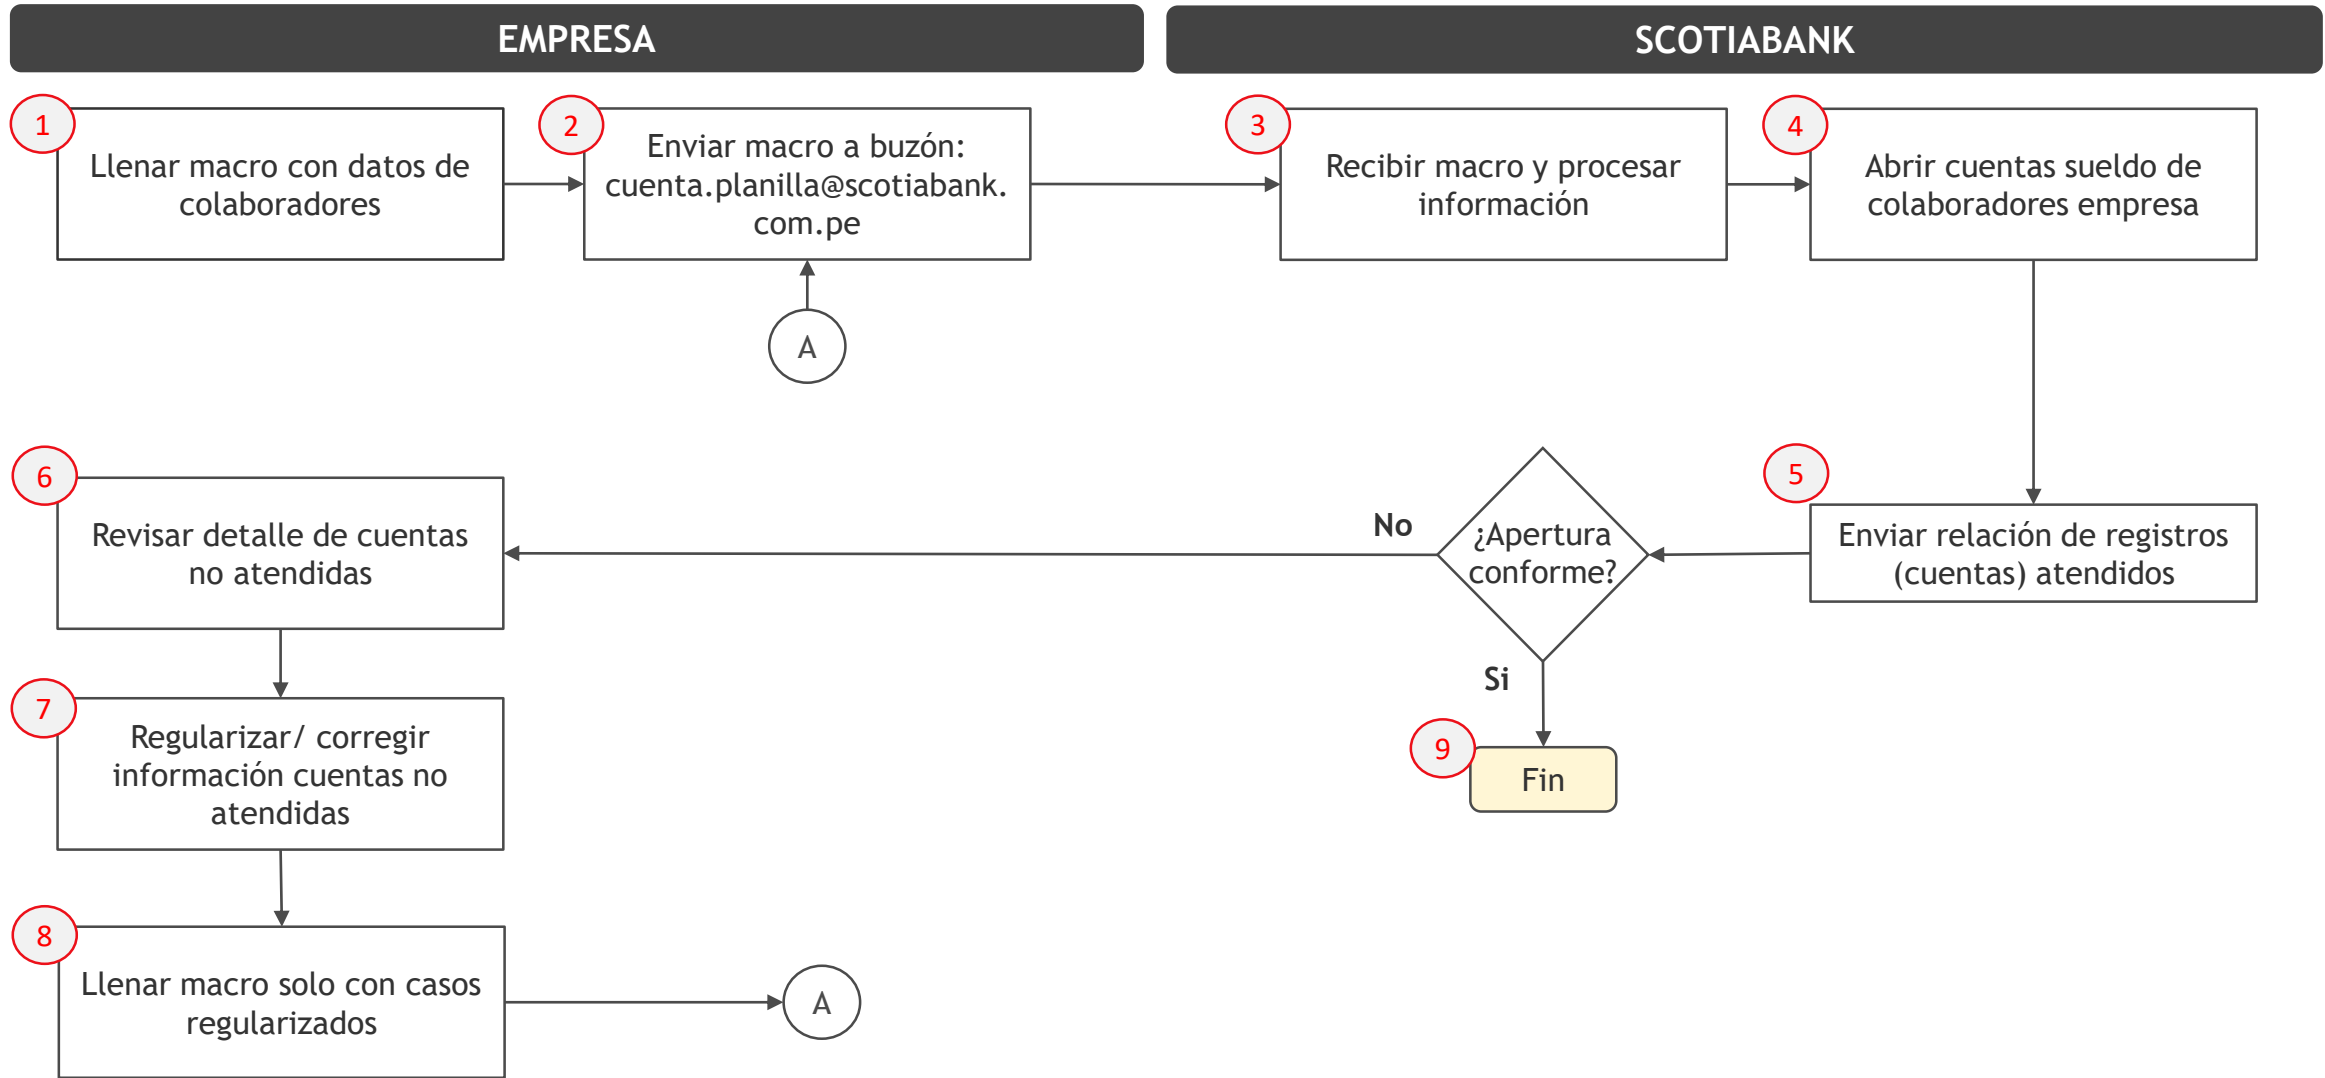 EMPRESA
SCOTIABANK
1
Llenar macro con datos de
colaboradores
2
Enviar macro a buzón:
cuenta.planilla@scotiabank.
com.pe
3
Recibir macro y procesar
información
4
Abrir cuentas sueldo de
colaboradores empresa
A
5
Enviar relación de registros
(cuentas) atendidos
¿Apertura
conforme?
No
Si
6
Revisar detalle de cuentas
no atendidas
7
Regularizar/ corregir
información cuentas no
atendidas
9
Fin
8
Llenar macro solo con casos
regularizados
A